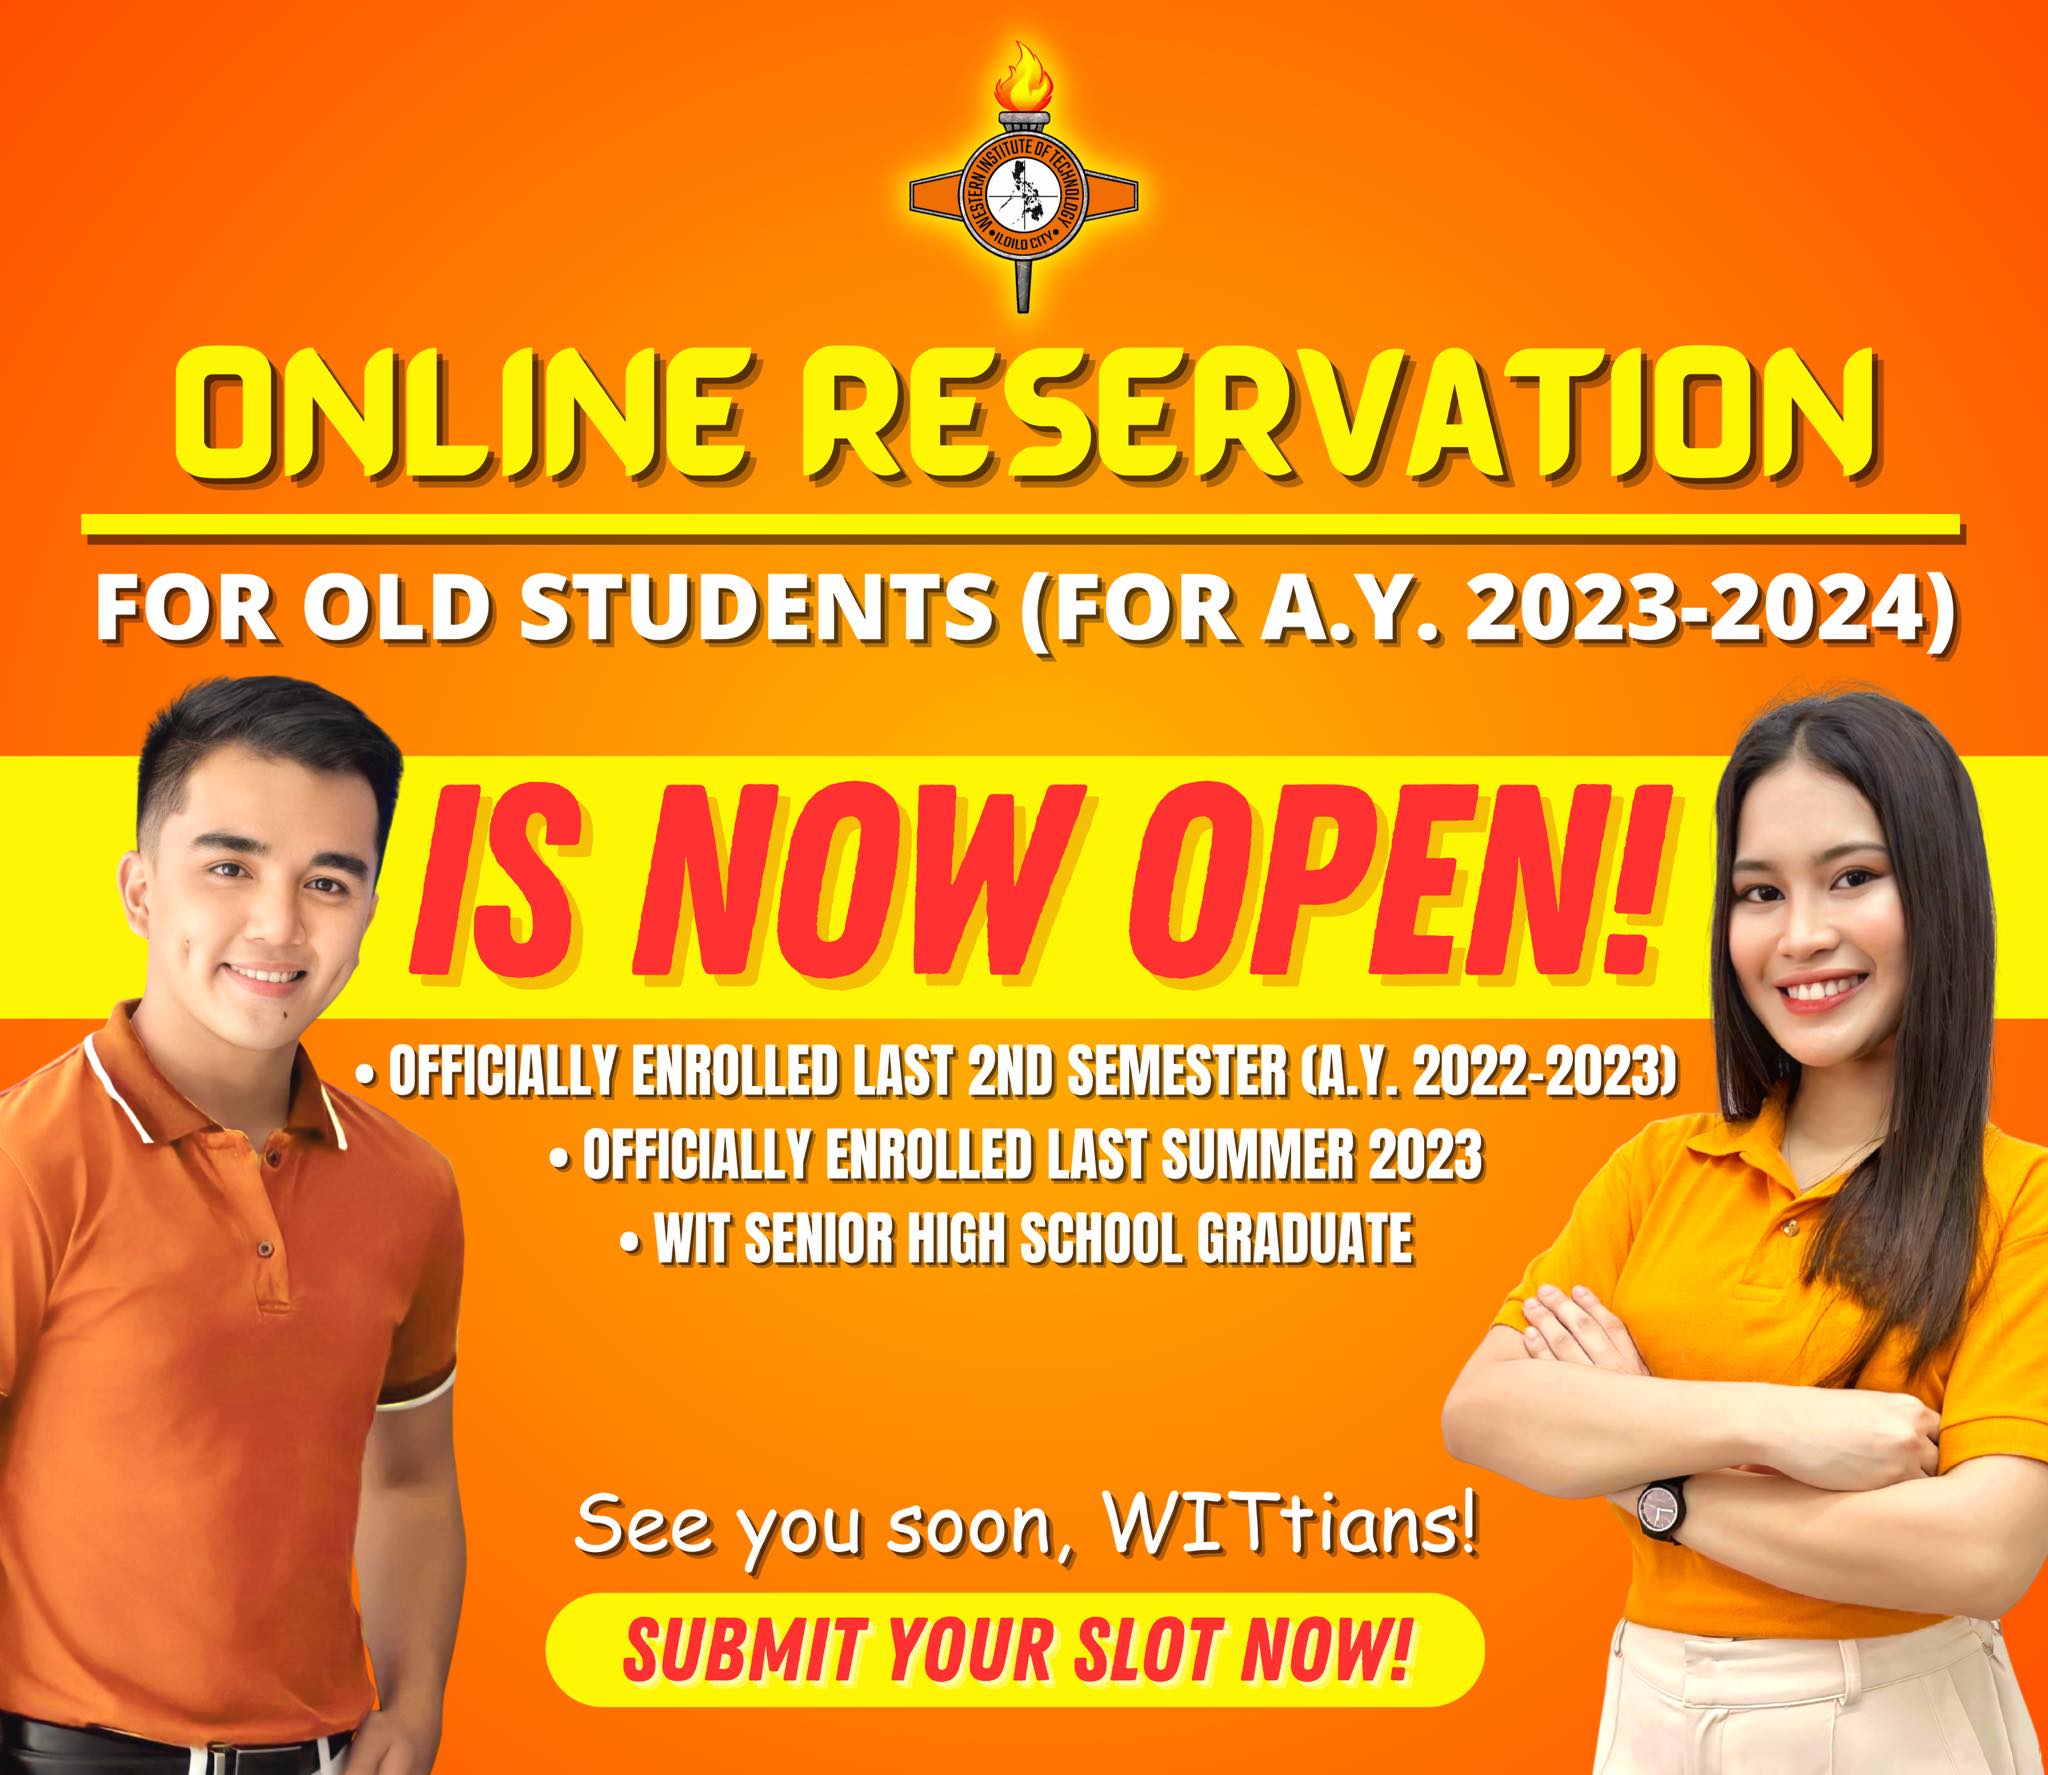 WESTERN INSTITUTE OF TECHNOLOGY
• ILOILO CITY •
ONLINE RESERVATION
FOR OLD STUDENTS (FOR A.Y. 2023-2024)
IS NOW OPEN!
• OFFICIALLY ENROLLED LAST 2ND SEMESTER (A.Y. 2022-2023)
• OFFICIALLY ENROLLED LAST SUMMER 2023
• WIT SENIOR HIGH SCHOOL GRADUATE
See you soon, WITtians!
SUBMIT YOUR SLOT NOW!